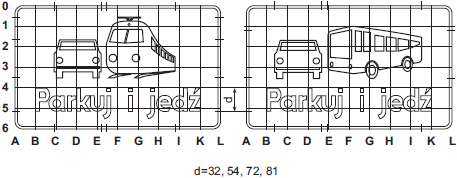 0
1
2
3
4
5
6
Parkuj i jedź d Parkuj i jedź
A B C D E F G H I K L A B C D E F G H I K L
d=32, 54, 72, 81